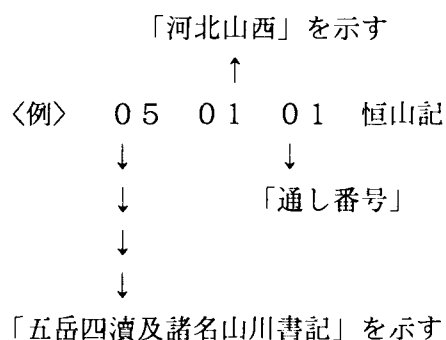 「河北山西」を示す
↑
〈例〉 05 01 01 恒山記
↓ ↓
↓ 「通し番号」
↓
↓
「五岳四瀆及諸名山川書記」を示す